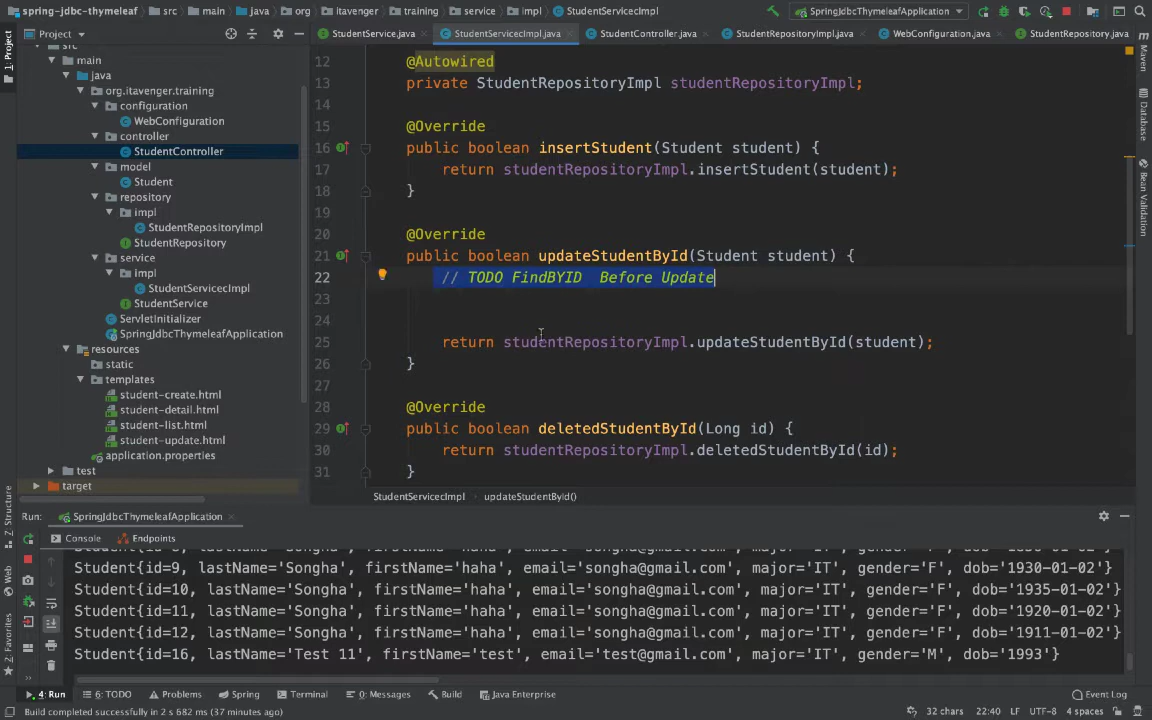 spring-jdbc-thymeleaf
src
main
java
org
itavenger
training
service
impl
StudentServiceImpl
SpringJdbcThymeleafApplication
Project
StudentService.java
StudentServiceImpl.java
StudentController.java
StudentRepositoryImpl.java
WebConfiguration.java
StudentRepository.java
1: Project
src
main
java
org.itavenger.training
configuration
WebConfiguration
controller
StudentController
model
Student
repository
impl
StudentRepositoryImpl
StudentRepository
service
impl
StudentServiceImpl
StudentService
ServletInitializer
SpringJdbcThymeleafApplication
resources
static
templates
student-create.html
student-detail.html
student-list.html
student-update.html
application.properties
test
target
12 @Autowired
13 private StudentRepositoryImpl studentRepositoryImpl;
14
15 @Override
16 public boolean insertStudent(Student student) {
17 return studentRepositoryImpl.insertStudent(student);
18 }
19
20 @Override
21 public boolean updateStudentById(Student student) {
22 // TODO FindBYID  Before Update
23
24
25 return studentRepositoryImpl.updateStudentById(student);
26 }
27
28 @Override
29 public boolean deletedStudentById(Long id) {
30 return studentRepositoryImpl.deletedStudentById(id);
31 }
StudentServiceImpl
updateStudentById()
Maven
Database
Bean Validation
Z: Structure
Web
2: Favorites
Run:
SpringJdbcThymeleafApplication
Console
Endpoints
Student{id=9, lastName='Songha', firstName='haha', email='songha@gmail.com', major='IT', gender='F', dob='1930-01-02'}
Student{id=10, lastName='Songha', firstName='haha', email='songha@gmail.com', major='IT', gender='F', dob='1935-01-02'}
Student{id=11, lastName='Songha', firstName='haha', email='songha@gmail.com', major='IT', gender='F', dob='1920-01-02'}
Student{id=12, lastName='Songha', firstName='haha', email='songha@gmail.com', major='IT', gender='F', dob='1911-01-02'}
Student{id=16, lastName='Test 11', firstName='test', email='test@gmail.com', major='IT', gender='M', dob='1993'}
4: Run
6: TODO
Problems
Spring
Terminal
0: Messages
Build
Java Enterprise
Event Log
Build completed successfully in 2 s 682 ms (37 minutes ago)
32 chars
22:40
LF
UTF-8
4 spaces